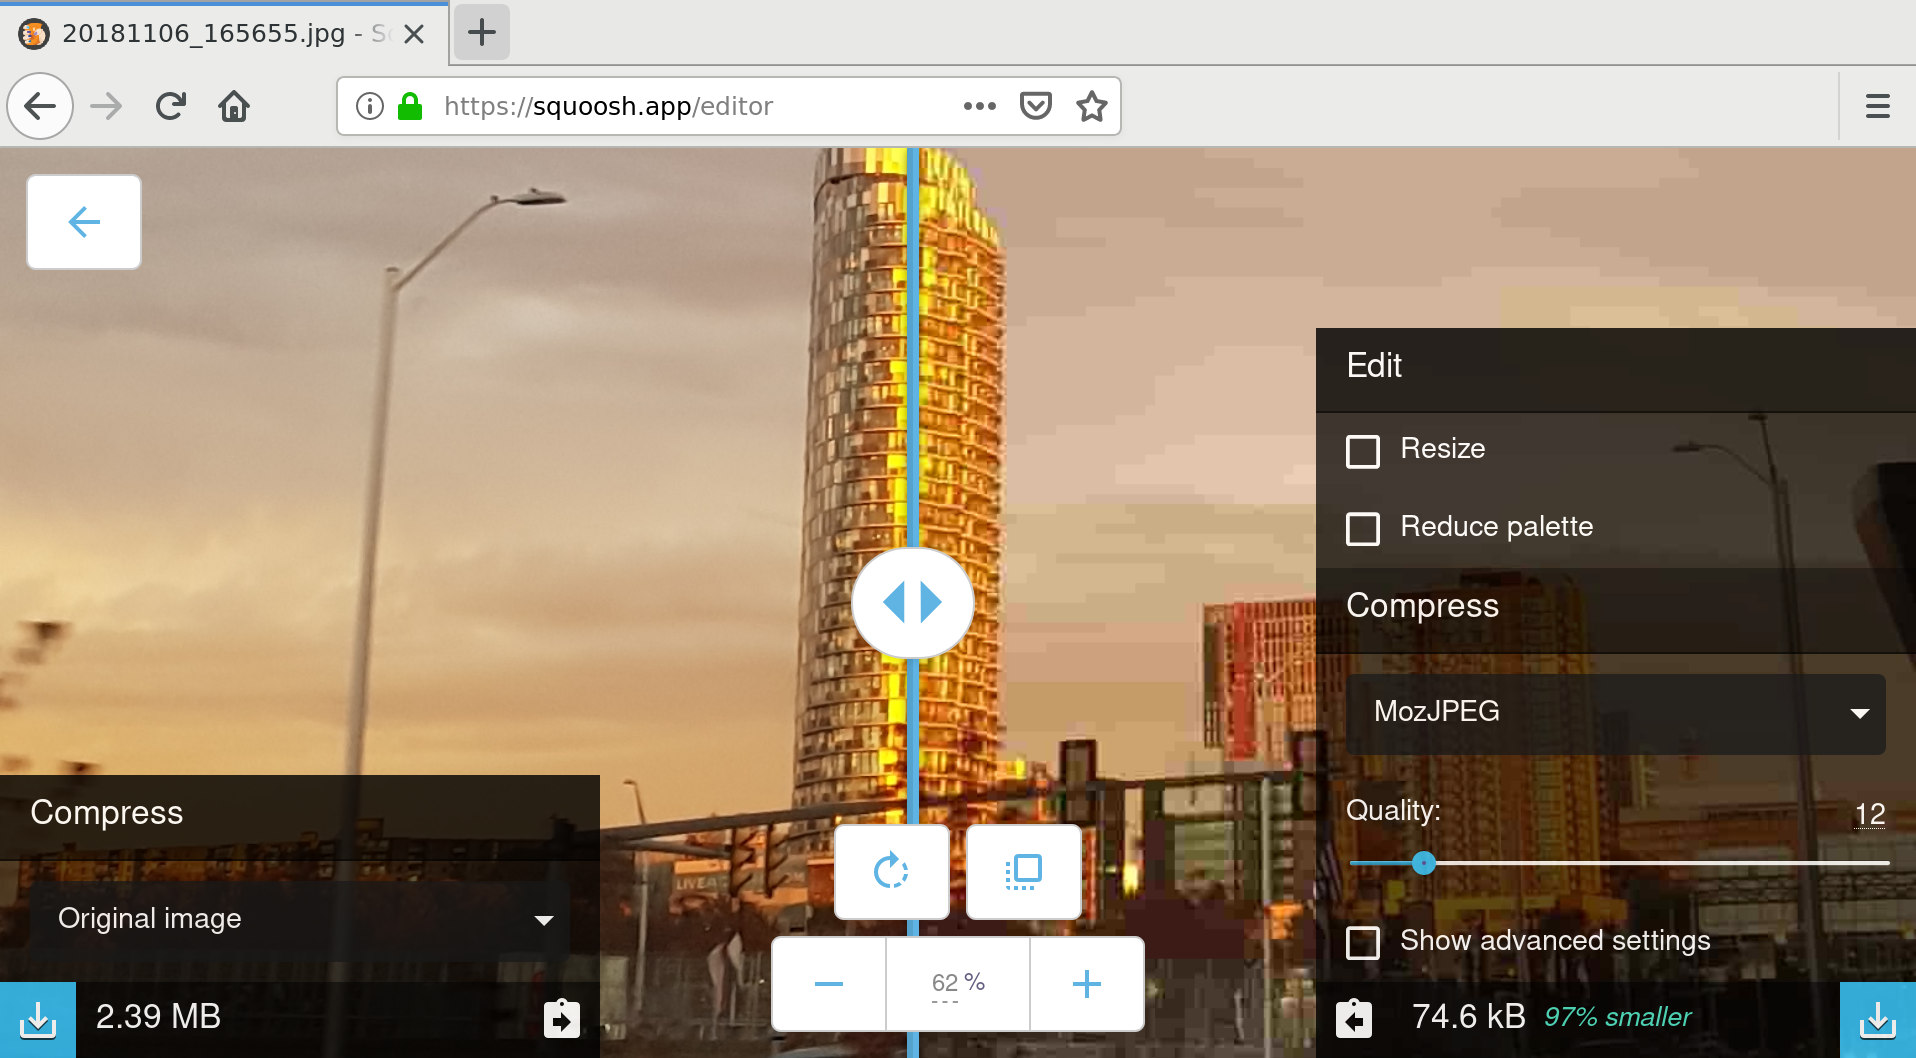 20181106_165655.jpg - S
https://squoosh.app/editor
Edit
Resize
Reduce palette
Compress
MozJPEG
Quality:
12
Show advanced settings
74.6 kB 97% smaller
Compress
Original image
2.39 MB
LIVE
62 %